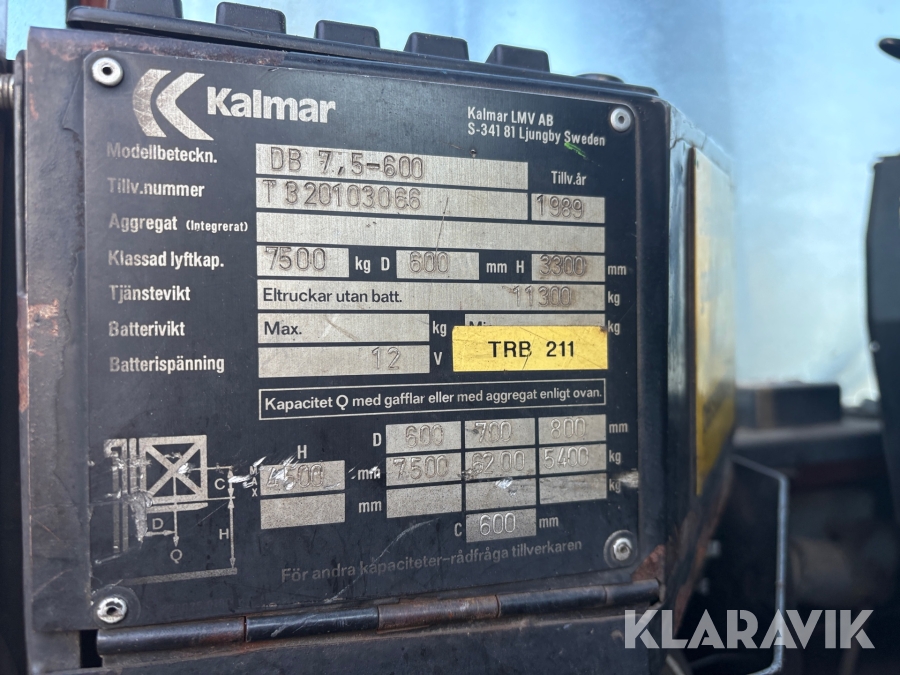 Kalmar
Kalmar LMV AB
S-341 81 Ljungby Sweden
Modellbeteckn. DB 7,5-600 Tillv.år
Tillv.nummer T320103066 1989
Aggregat (Integrerat)
Klassad lyftkap. 7500 kg D 600 mm H 3300 mm
Tjänstevikt Eltruckar utan batt. 11300 kg
Batterivikt Max. kg kg
TRB 211
Batterispänning 12 V
Kapacitet Q med gafflar eller med aggregat enligt ovan.
H D 600 700 800 mm
MAX mm 7500 6200 5400 kg
mm kg
C 600 mm
C
D H
Q
För andra kapaciteter-rådfråga tillverkaren
KLARAVIK